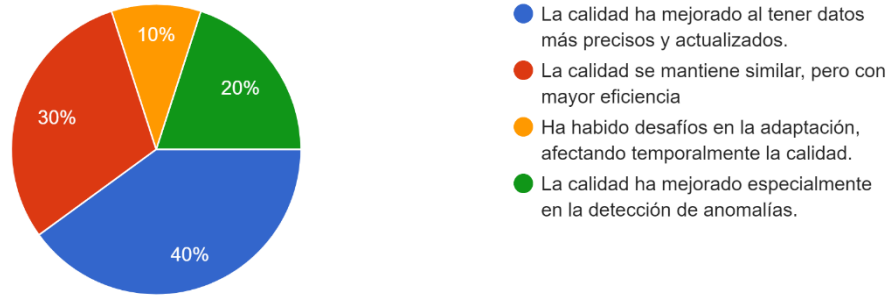 10%
20%
30%
40%
La calidad ha mejorado al tener datos
más precisos y actualizados.
La calidad se mantiene similar, pero con
mayor eficiencia
Ha habido desafíos en la adaptación,
afectando temporalmente la calidad.
La calidad ha mejorado especialmente
en la detección de anomalías.